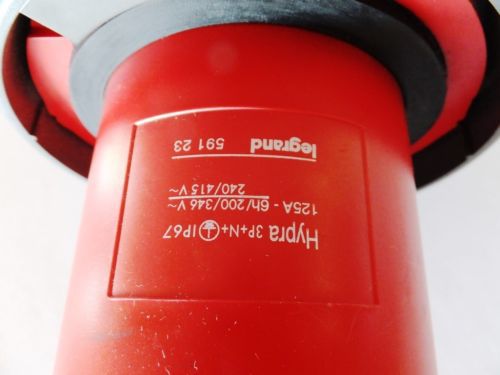 Hypra 3P+N+⏚ IP67
125A - 6h/200/346 V~
240/415 V~
legrand 591 23